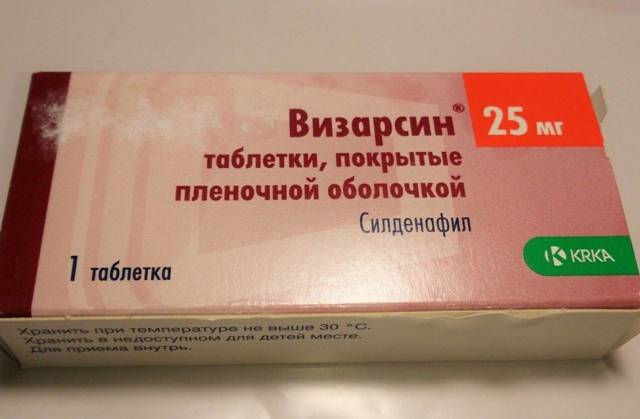 Визарсин®
25 мг
таблетки, покрытые
пленочной оболочкой
Силденафил
KRKA
1 таблетка
Хранить при температуре не выше 30 °C.
Хранить в недоступном для детей месте.
Для приема внутрь.